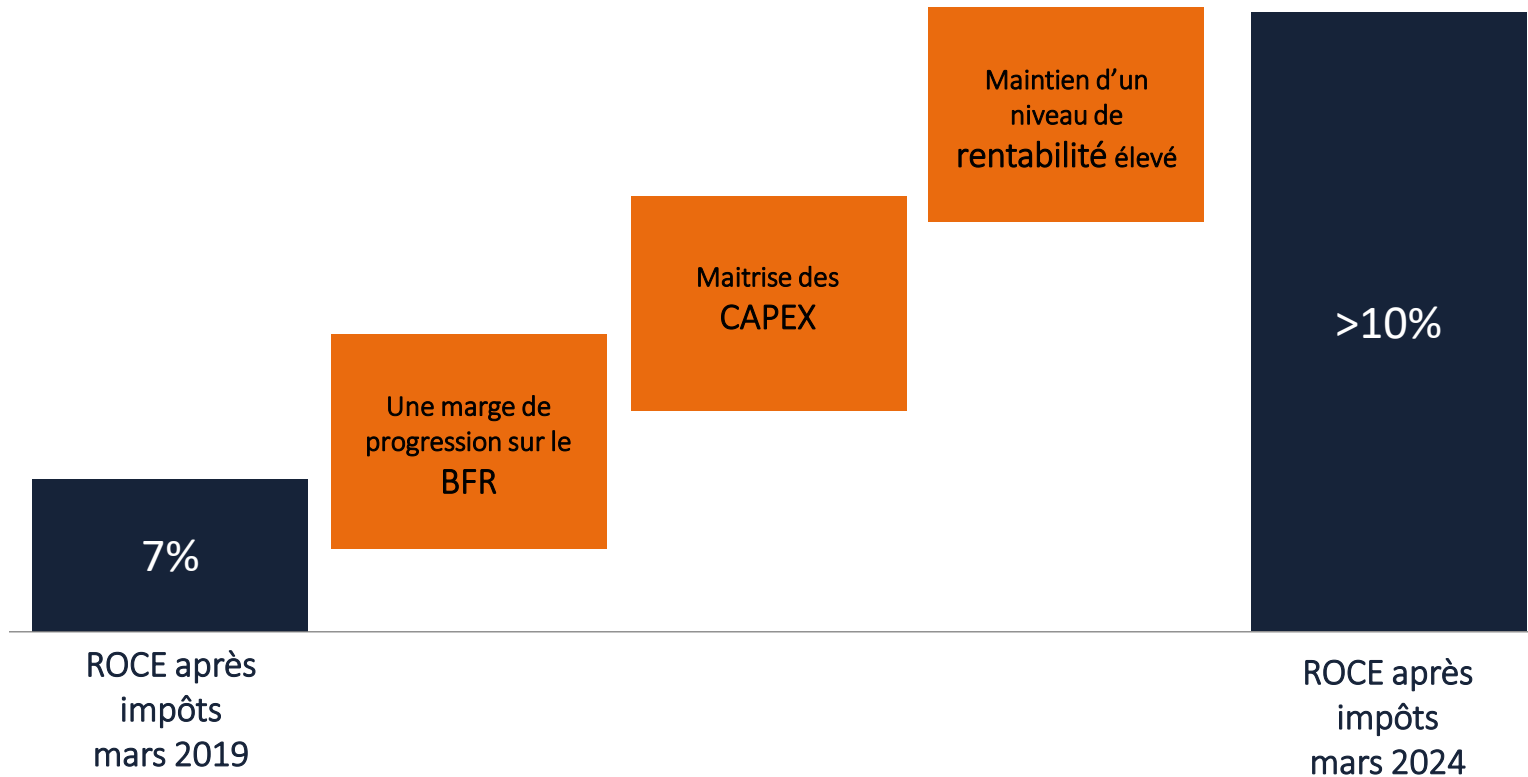 7%
ROCE après
impôts
mars 2019
Une marge de
progression sur le
BFR
Maitrise des
CAPEX
Maintien d’un
niveau de
rentabilité élevé
>10%
ROCE après
impôts
mars 2024